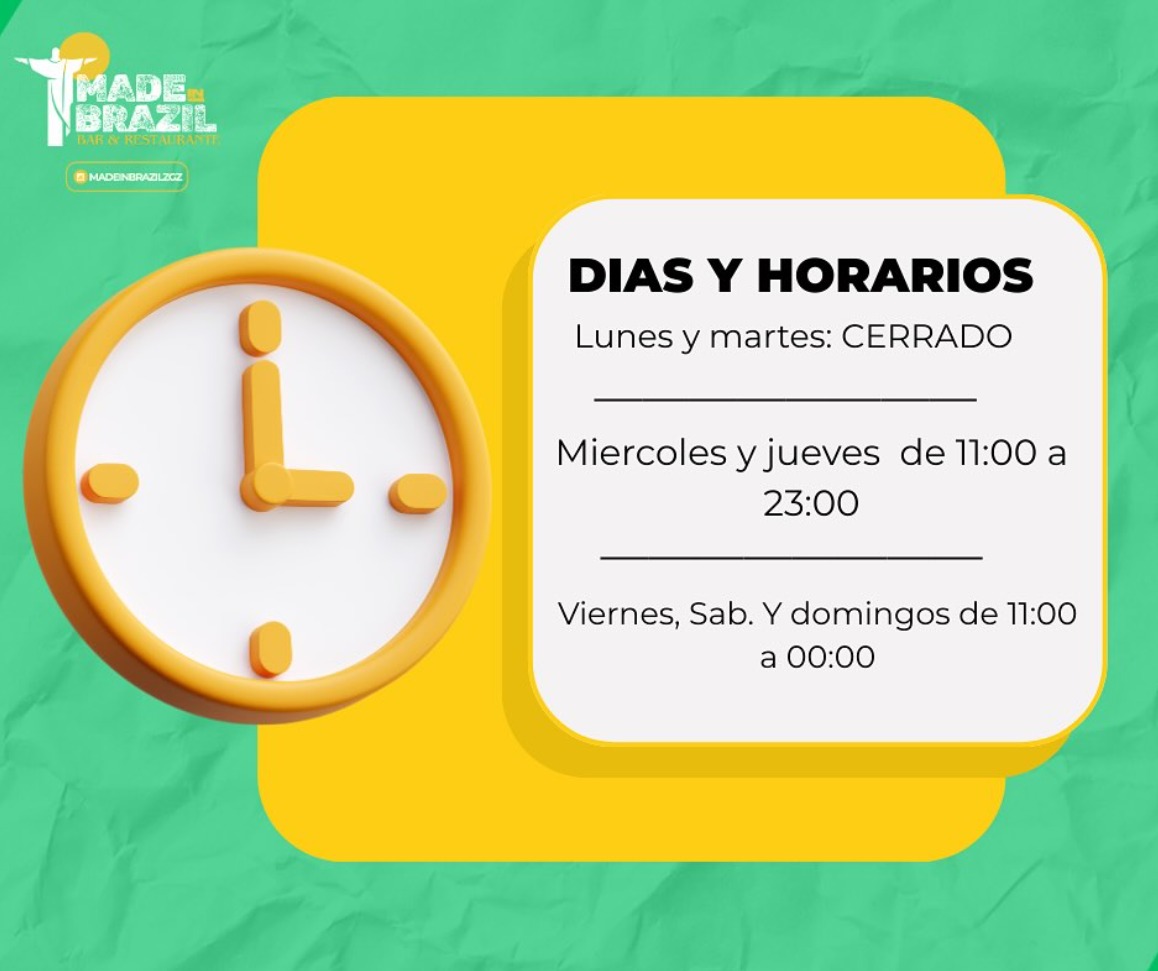 MADE IN
BRAZIL
BAR & RESTAURANTE
MADEINBRAZILZGZ
DIAS Y HORARIOS
Lunes y martes: CERRADO
Miercoles y jueves de 11:00 a
23:00
Viernes, Sab. Y domingos de 11:00
a 00:00